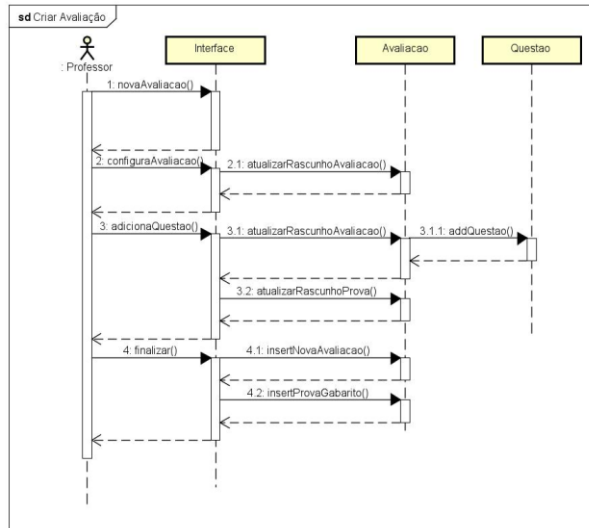 sd Criar Avaliação
Interface
Avaliacao
Questao
: Professor
1: novaAvaliacao()
2: configuraAvaliacao()
2.1: atualizarRascunhoAvaliacao()
3: adicionaQuestao()
3.1: atualizarRascunhoAvaliacao()
3.1.1: addQuestao()
3.2: atualizarRascunhoProva()
4: finalizar()
4.1: insertNovaAvaliacao()
4.2: insertProvaGabarito()